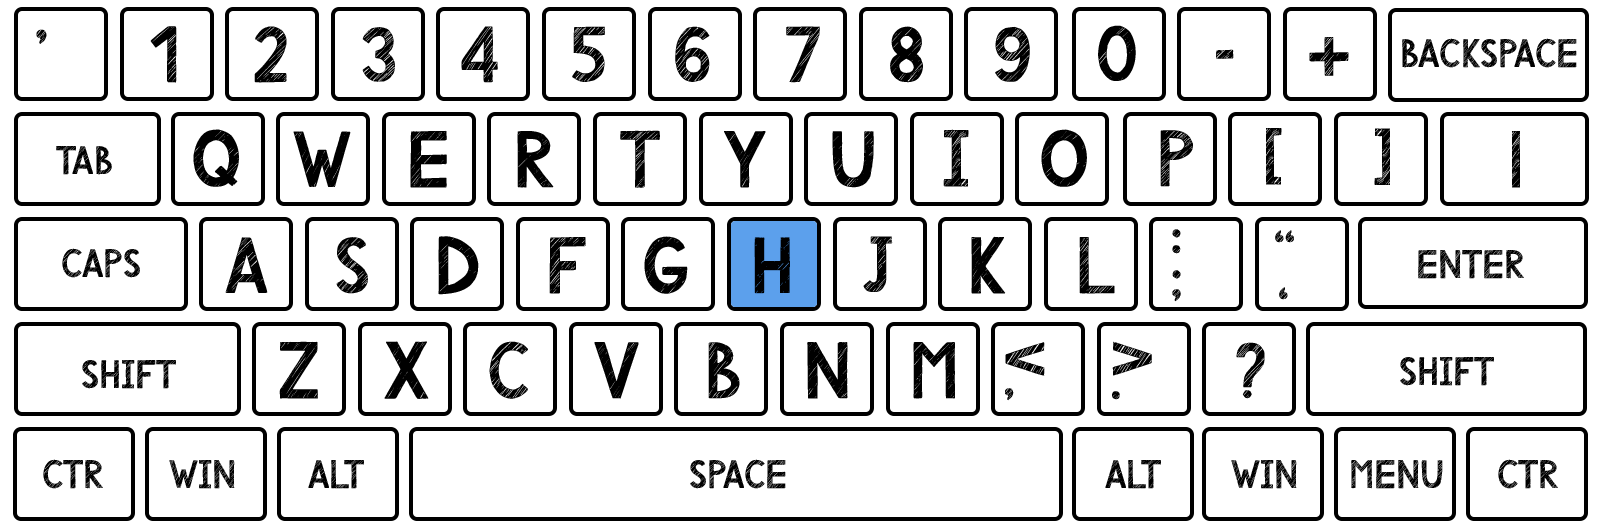 ’ 1 2 3 4 5 6 7 8 9 0 - + BACKSPACE
TAB Q W E R T Y U I O P [ ] |
CAPS A S D F G H J K L : ; “ ‘ ENTER
SHIFT Z X C V B N M < , > . ? SHIFT
CTR WIN ALT SPACE ALT WIN MENU CTR